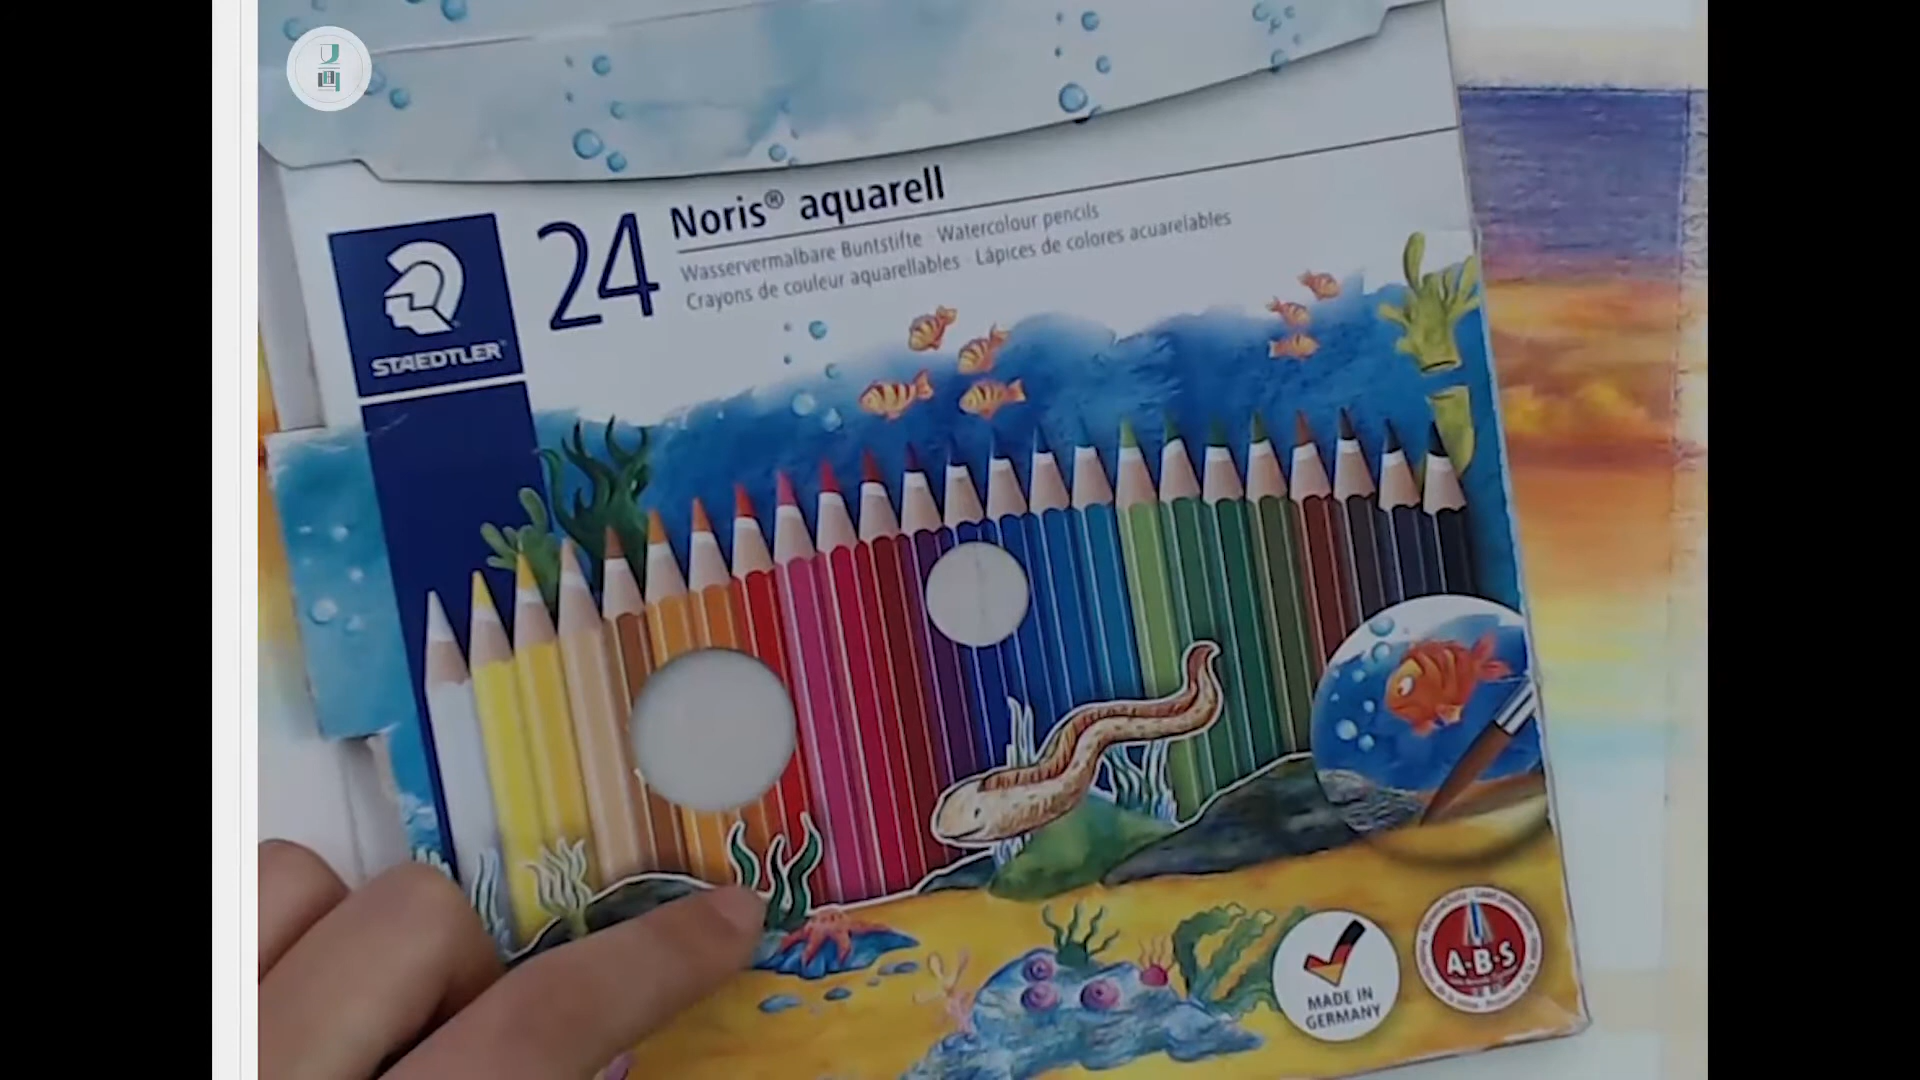 24 Noris® aquarell
Wasservermalbare Buntstifte · Watercolour pencils
Crayons de couleur aquarellables · Lápices de colores acuarelables
STAEDTLER
MADE IN
GERMANY
A·B·S